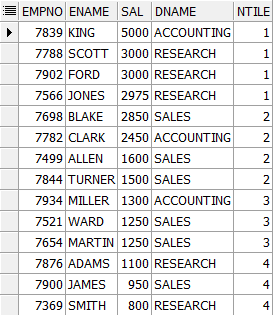 EMPNO ENAME SAL DNAME NTILE
7839 KING 5000 ACCOUNTING 1
7788 SCOTT 3000 RESEARCH 1
7902 FORD 3000 RESEARCH 1
7566 JONES 2975 RESEARCH 1
7698 BLAKE 2850 SALES 2
7782 CLARK 2450 ACCOUNTING 2
7499 ALLEN 1600 SALES 2
7844 TURNER 1500 SALES 2
7934 MILLER 1300 ACCOUNTING 3
7521 WARD 1250 SALES 3
7654 MARTIN 1250 SALES 3
7876 ADAMS 1100 RESEARCH 4
7900 JAMES 950 SALES 4
7369 SMITH 800 RESEARCH 4